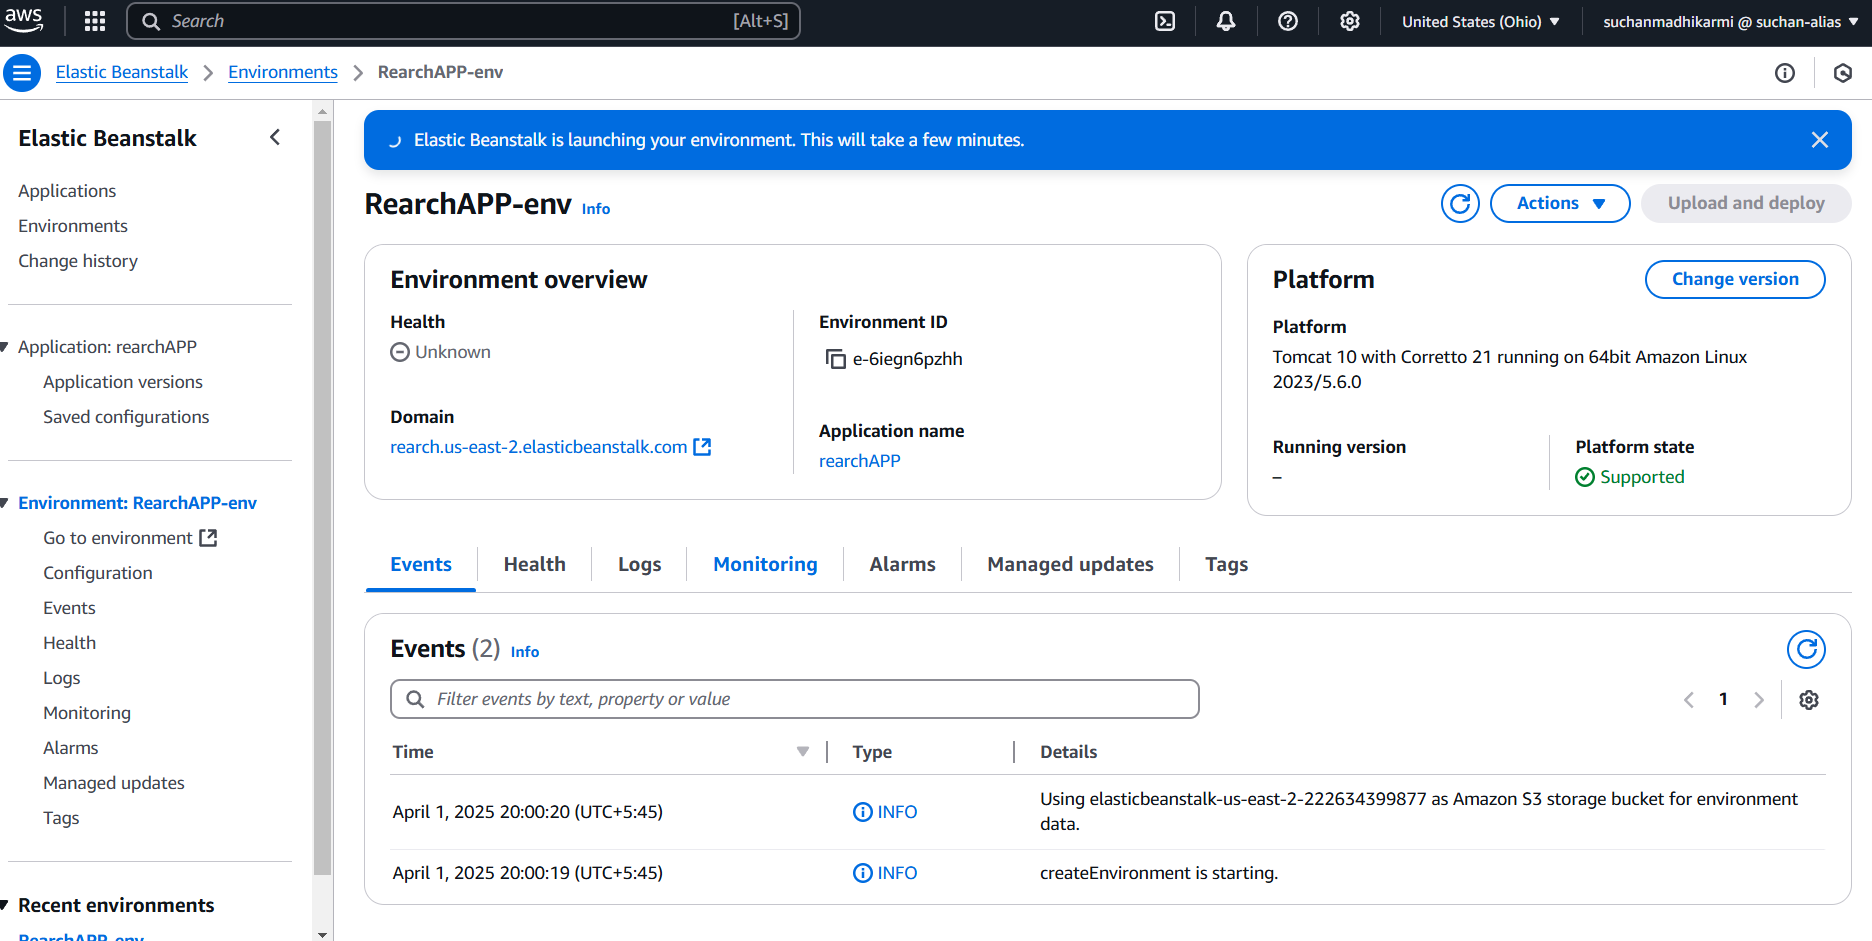 aws
Search
[Alt+S]
United States (Ohio)
suchanmadhikarmi @ suchan-alias
Elastic Beanstalk
Environments
RearchAPP-env
Elastic Beanstalk
Applications
Environments
Change history
Application: rearchAPP
Application versions
Saved configurations
Environment: RearchAPP-env
Go to environment
Configuration
Events
Health
Logs
Monitoring
Alarms
Managed updates
Tags
Recent environments
RearchAPP-env
Elastic Beanstalk is launching your environment. This will take a few minutes.
RearchAPP-env Info
Actions
Upload and deploy
Environment overview
Health
Unknown
Domain
rearch.us-east-2.elasticbeanstalk.com
Environment ID
e-6iegn6pzhh
Application name
rearchAPP
Platform
Change version
Platform
Tomcat 10 with Corretto 21 running on 64bit Amazon Linux
2023/5.6.0
Running version
–
Platform state
Supported
Events
Health
Logs
Monitoring
Alarms
Managed updates
Tags
Events (2) Info
Filter events by text, property or value
1
Time
Type
Details
April 1, 2025 20:00:20 (UTC+5:45)
INFO
Using elasticbeanstalk-us-east-2-222634399877 as Amazon S3 storage bucket for environment
data.
April 1, 2025 20:00:19 (UTC+5:45)
INFO
createEnvironment is starting.